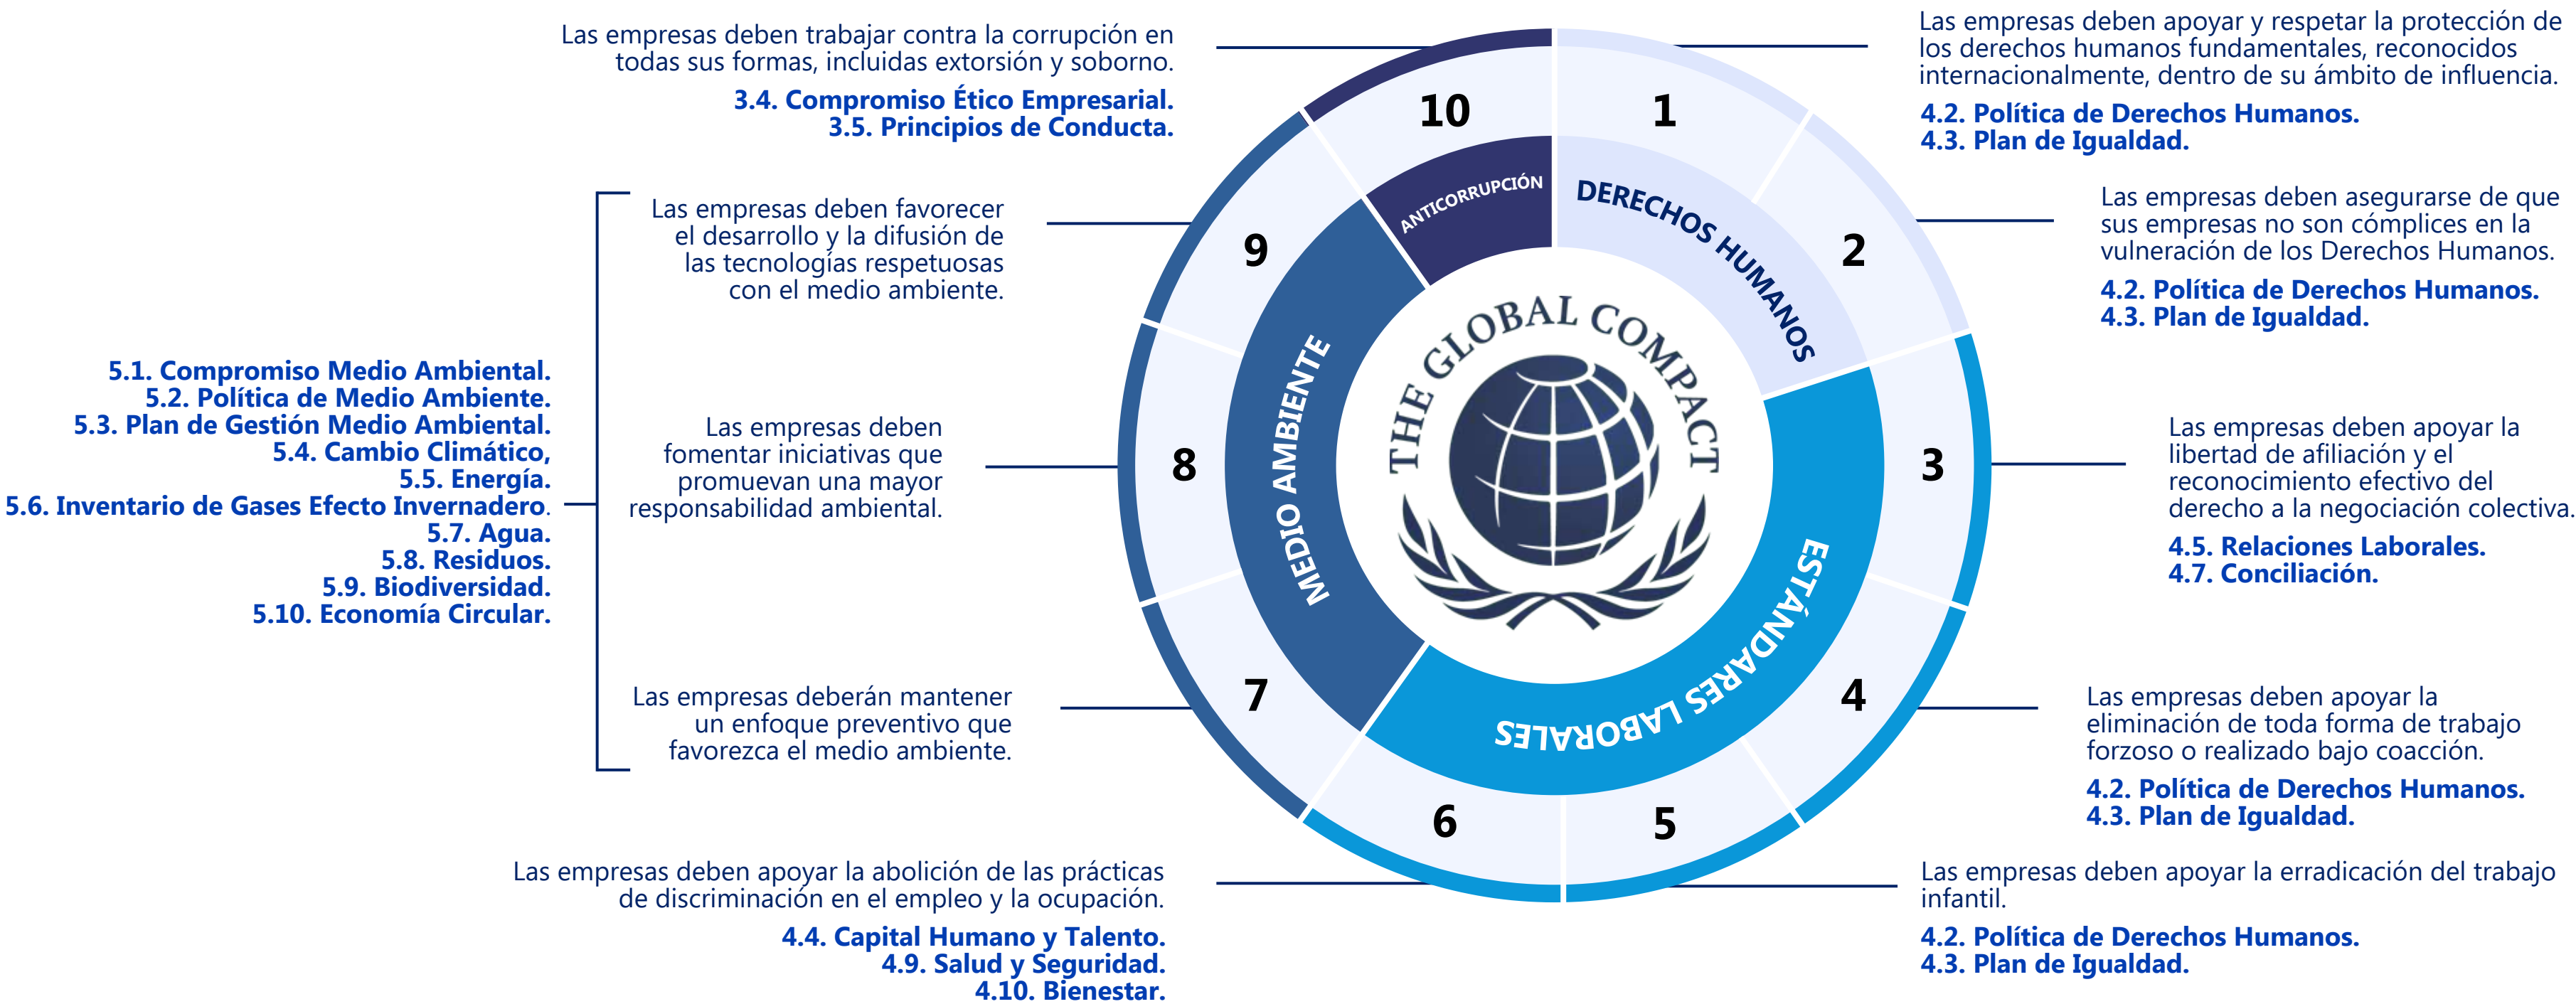 Las empresas deben trabajar contra la corrupción en
todas sus formas, incluidas extorsión y soborno.
3.4. Compromiso Ético Empresarial.
3.5. Principios de Conducta.
Las empresas deben favorecer
el desarrollo y la difusión de
las tecnologías respetuosas
con el medio ambiente.
5.1. Compromiso Medio Ambiental.
5.2. Política de Medio Ambiente.
5.3. Plan de Gestión Medio Ambiental.
5.4. Cambio Climático,
5.5. Energía.
5.6. Inventario de Gases Efecto Invernadero.
5.7. Agua.
5.8. Residuos.
5.9. Biodiversidad.
5.10. Economía Circular.
Las empresas deben
fomentar iniciativas que
promuevan una mayor
responsabilidad ambiental.
Las empresas deberán mantener
un enfoque preventivo que
favorezca el medio ambiente.
Las empresas deben apoyar la abolición de las prácticas
de discriminación en el empleo y la ocupación.
4.4. Capital Humano y Talento.
4.9. Salud y Seguridad.
4.10. Bienestar.
10
1
9
2
8
3
7
4
6
5
ANTICORRUPCIÓN
DERECHOS HUMANOS
MEDIO AMBIENTE
ESTÁNDARES LABORALES
THE GLOBAL COMPACT
Las empresas deben apoyar y respetar la protección de
los derechos humanos fundamentales, reconocidos
internacionalmente, dentro de su ámbito de influencia.
4.2. Política de Derechos Humanos.
4.3. Plan de Igualdad.
Las empresas deben asegurarse de que
sus empresas no son cómplices en la
vulneración de los Derechos Humanos.
4.2. Política de Derechos Humanos.
4.3. Plan de Igualdad.
Las empresas deben apoyar la
libertad de afiliación y el
reconocimiento efectivo del
derecho a la negociación colectiva.
4.5. Relaciones Laborales.
4.7. Conciliación.
Las empresas deben apoyar la
eliminación de toda forma de trabajo
forzoso o realizado bajo coacción.
4.2. Política de Derechos Humanos.
4.3. Plan de Igualdad.
Las empresas deben apoyar la erradicación del trabajo
infantil.
4.2. Política de Derechos Humanos.
4.3. Plan de Igualdad.